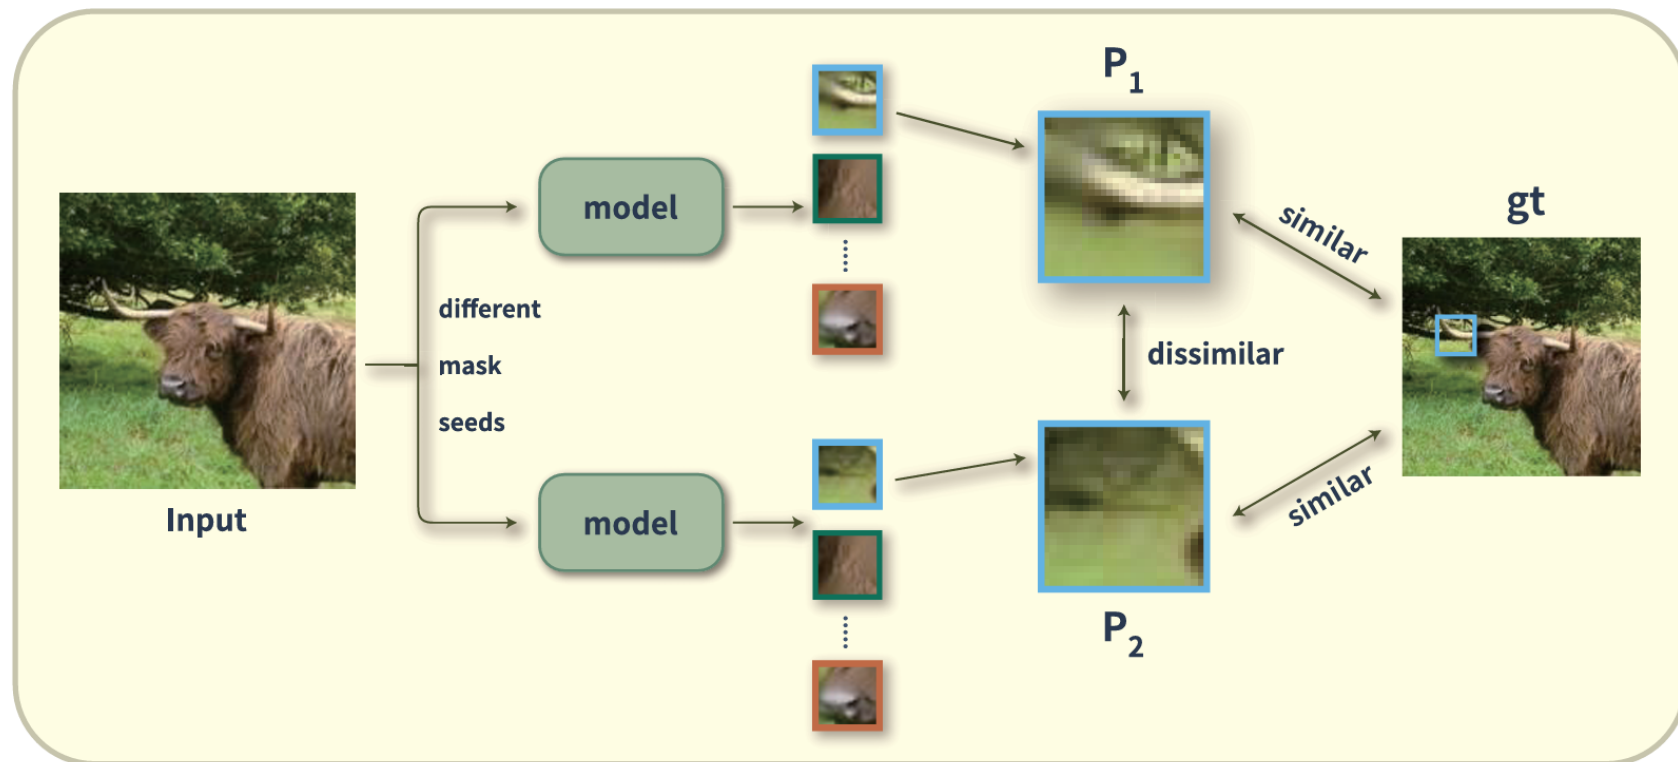 Input
different
mask
seeds
model
model
P1
dissimilar
P2
similar
similar
gt